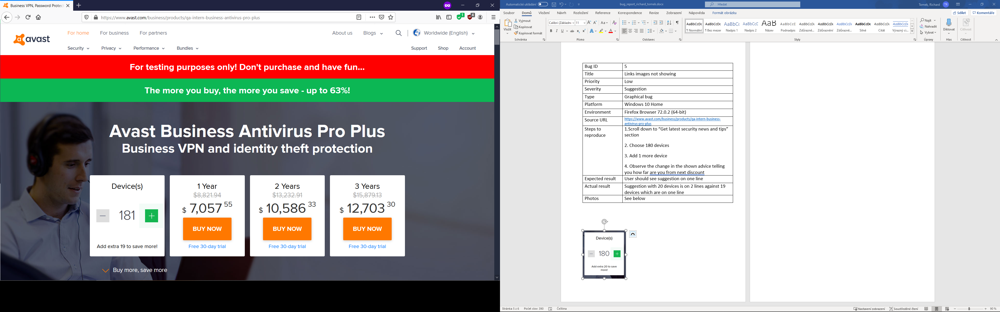 Business VPN, Password Protect
https://www.avast.com/business/products/qa-intern-business-antivirus-pro-plus
1
4
avast
For home
For business
For partners
About us
Blogs
Worldwide (English)
Security
Privacy
Performance
Bundles
Support
Shop
Account
For testing purposes only! Don't purchase and have fun...
The more you buy, the more you save - up to 63%!
Avast Business Antivirus Pro Plus
Business VPN and identity theft protection
Device(s)
181
Add extra 19 to save more!
1 Year
$8,821.94
$ 7,057 55
BUY NOW
Free 30-day trial
2 Years
$13,232.91
$ 10,586 33
BUY NOW
Free 30-day trial
3 Years
$15,879.13
$ 12,703 30
BUY NOW
Free 30-day trial
Buy more, save more
Automatické ukládání
bug_report_richard_tomek.docx
Hledat
Tomek, Richard
TR
Soubor
Domů
Vložení
Návrh
Rozložení
Reference
Korespondence
Revize
Zobrazení
Nápověda
Formát obrázku
Sdílet
Komentáře
Vložit
Vyjmout
Kopírovat
Kopírovat formát
Schránka
Calibri (Základní
11
Písmo
Odstavec
AaBbCcDc
¶ Normální
AaBbCcDc
¶ Bez mezer
AaBbCc
Nadpis 1
AaBbCcE
Nadpis 2
AaB
Název
AaBbCcD
Podnadpis
AaBbCcDc
Zdůrazně...
AaBbCcDc
Zdůraznění
AaBbCcDc
Zdůrazně...
AaBbCcDc
Silné
AaBbCcDc
Citát
AaBbCcDc
Výrazný ci...
Styly
Najít
Nahradit
Vybrat
Úpravy
Diktovat
Hlas
Citlivost
Citlivost
Bug ID 5
Title Links images not showing
Priority Low
Severity Suggestion
Type Graphical bug
Platform Windows 10 Home
Environment Firefox Browser 72.0.2 (64-bit)
Source URL https://www.avast.com/business/products/qa-intern-business-
antivirus-pro-plus
Steps to reproduce
1.Scroll down to “Get latest security news and tips”
section
2. Choose 180 devices
3. Add 1 more device
4. Observe the change in the shown advice telling
you how far are you from next discount
Expected result User should see suggestion on one line
Actual result Suggestion with 20 devices is on 2 lines against 19
devices which are on one line
Photos See below
Device(s)
180
Add extra 20 to save
more!
Stránka 5 z 6
Počet slov: 390
Čeština
Nastavení zobrazení
Soustředěné čtení
90 %